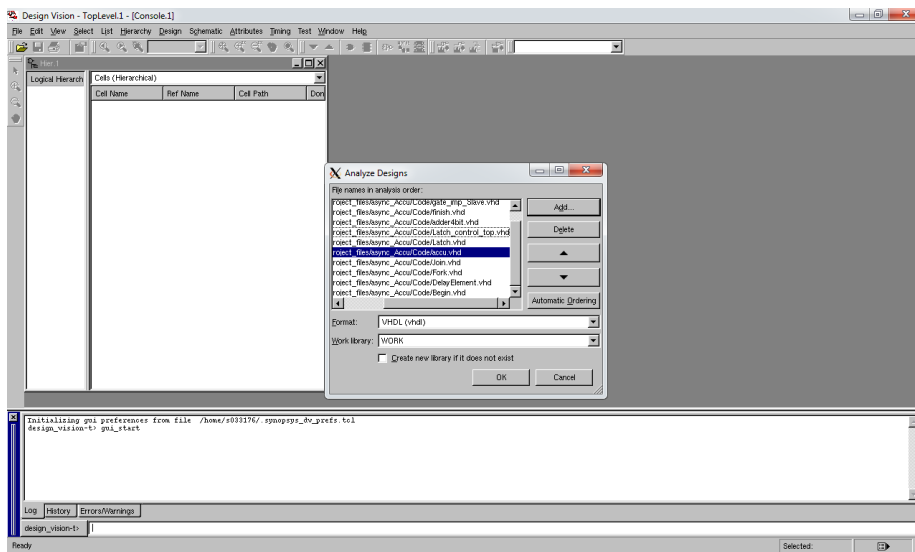 Design Vision - TopLevel.1 - [Console.1]
File Edit View Select List Hierarchy Design Schematic Attributes Timing Test Window Help
Hier.1
Logical Hierarch
Cells (Hierarchical)
Cell Name Ref Name Cell Path Don
Analyze Designs
File names in analysis order:
roject_files/async_Accu/Code/gate_imp_Slave.vhd
roject_files/async_Accu/Code/finish.vhd
roject_files/async_Accu/Code/adder4bit.vhd
roject_files/async_Accu/Code/Latch_control_top.vhd
roject_files/async_Accu/Code/Latch.vhd
roject_files/async_Accu/Code/accu.vhd
roject_files/async_Accu/Code/Join.vhd
roject_files/async_Accu/Code/Fork.vhd
roject_files/async_Accu/Code/DelayElement.vhd
roject_files/async_Accu/Code/Begin.vhd
Add...
Delete
Automatic Ordering
Format: VHDL (vhdl)
Work library: WORK
Create new library if it does not exist
OK Cancel
Initializing gui preferences from file /home/s033176/.synopsys_dv_prefs.tcl
design_vision-t> gui_start
Log History Errors/Warnings
design_vision-t>
Ready
Selected: